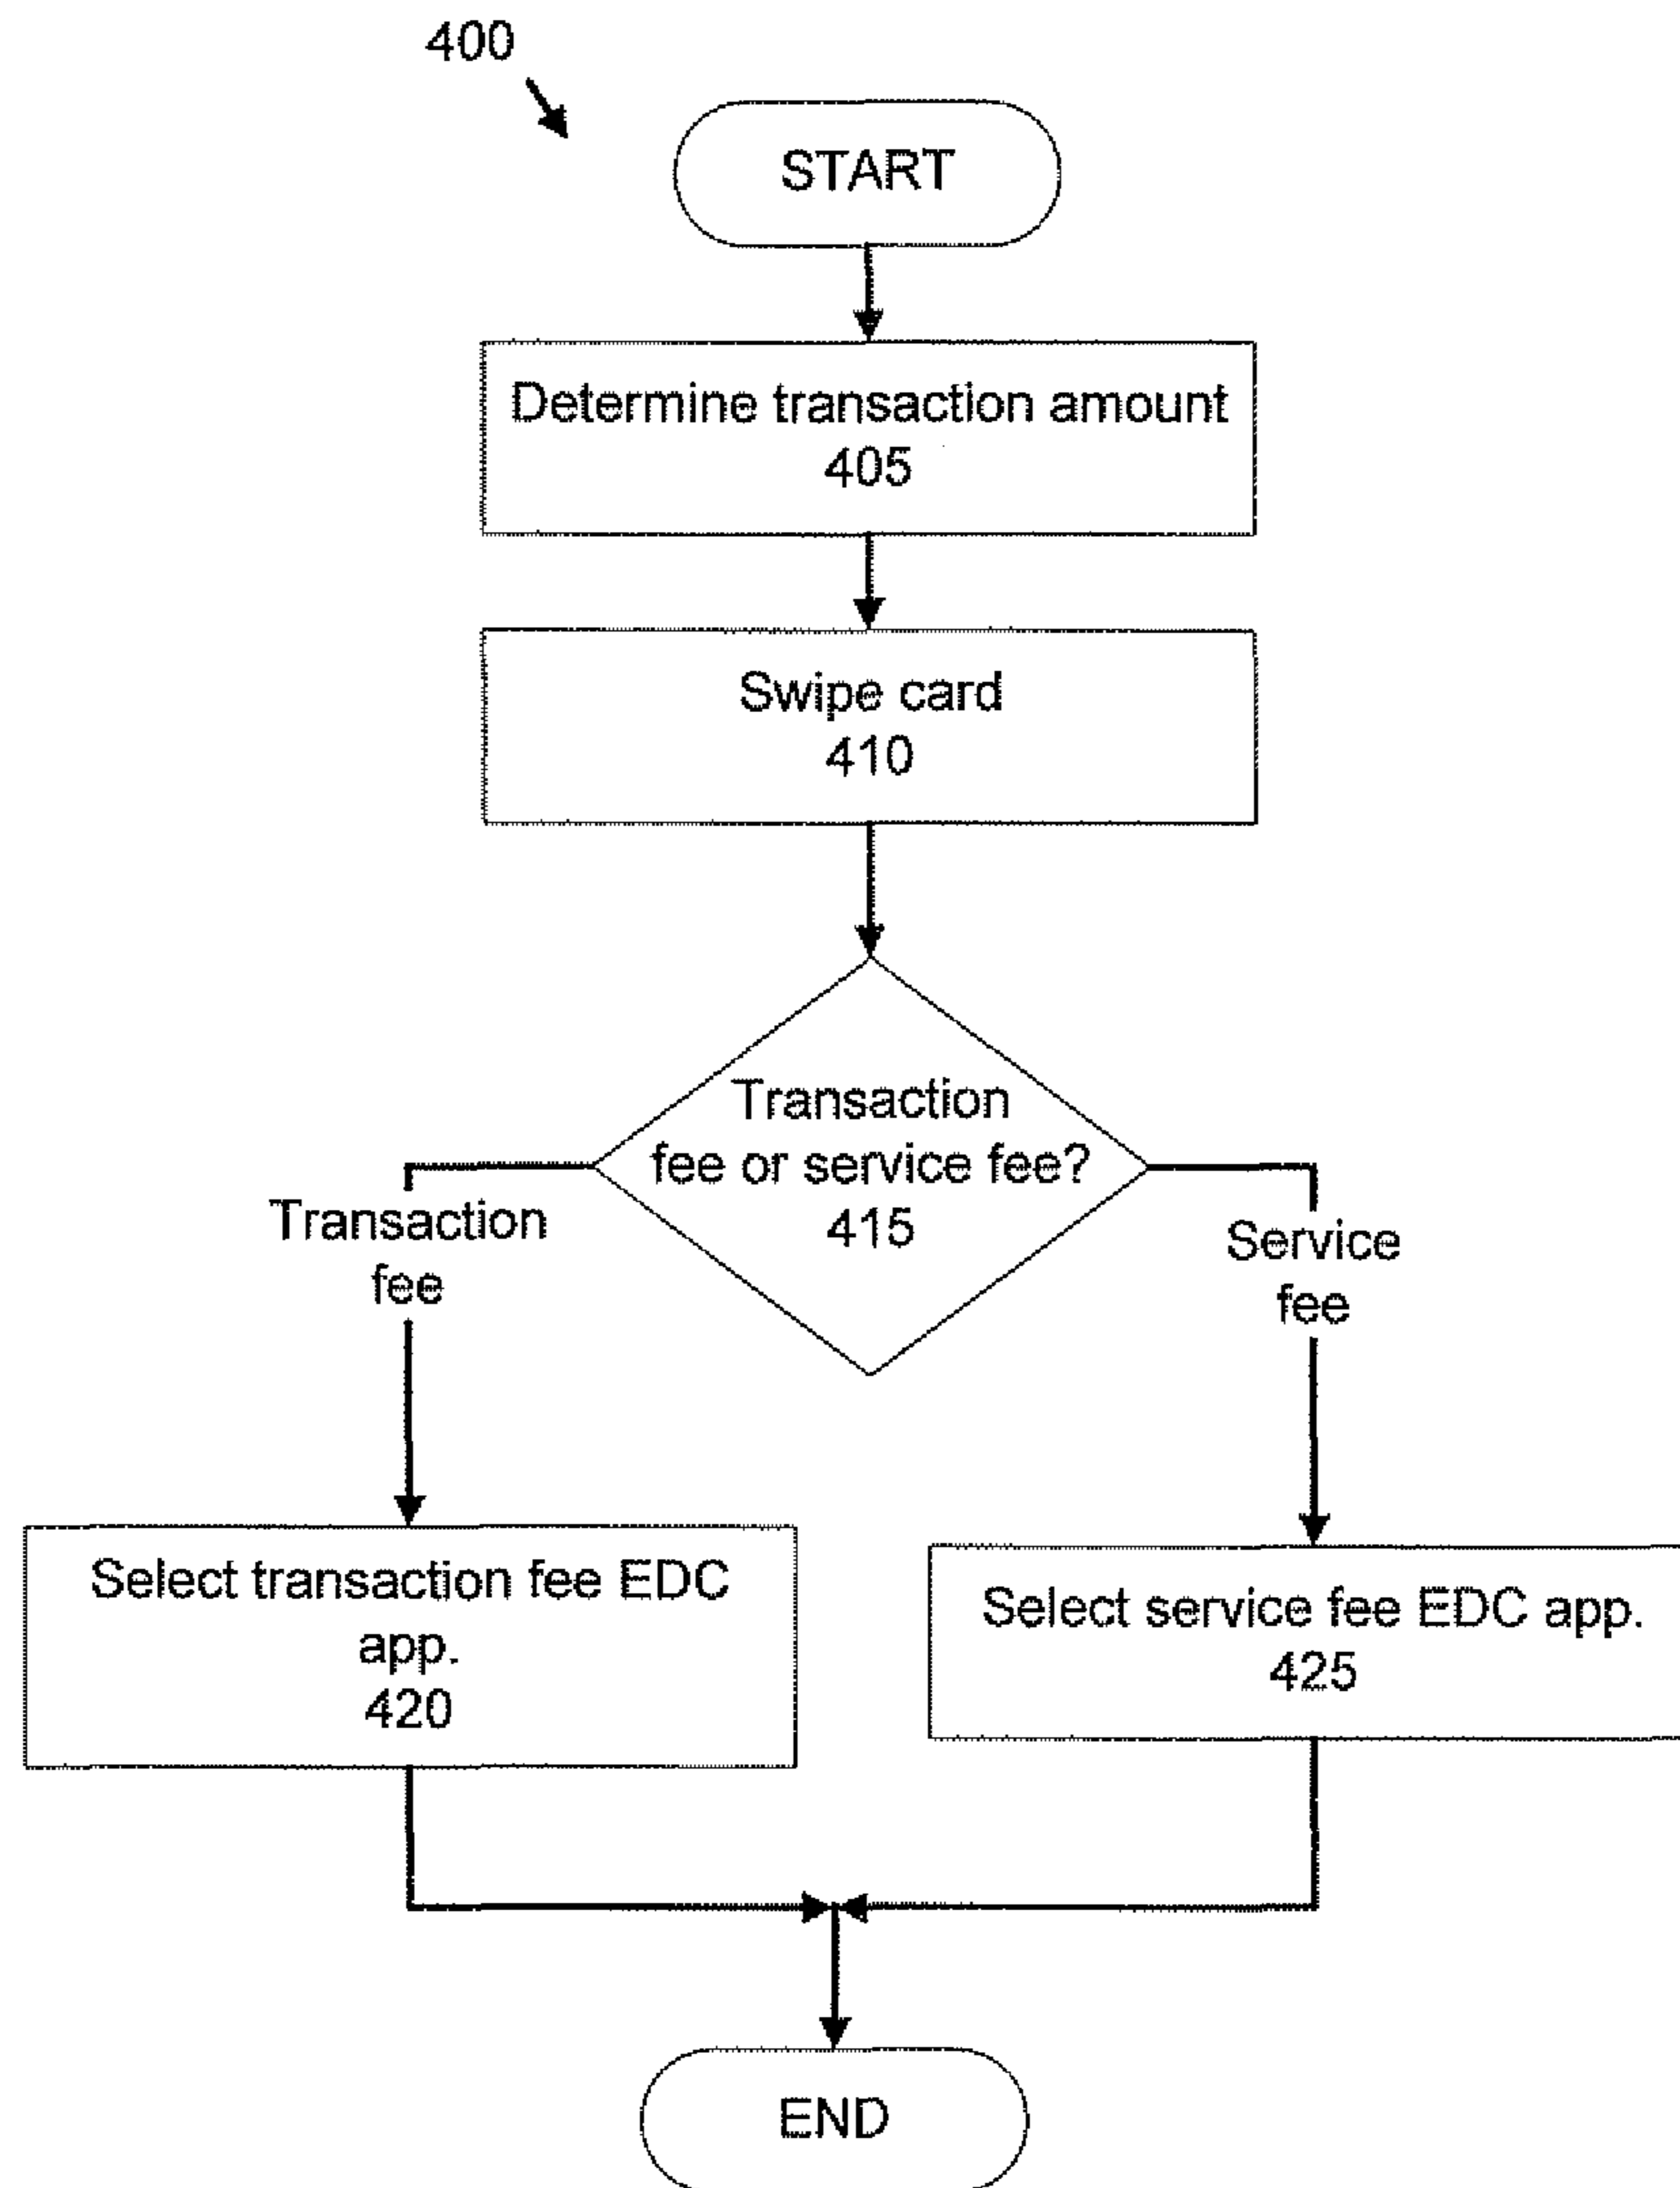 400
START
Determine transaction amount
405
Swipe card
410
Transaction
fee or service fee?
415
Transaction
fee
Service
fee
Select transaction fee EDC
app.
420
Select service fee EDC app.
425
END